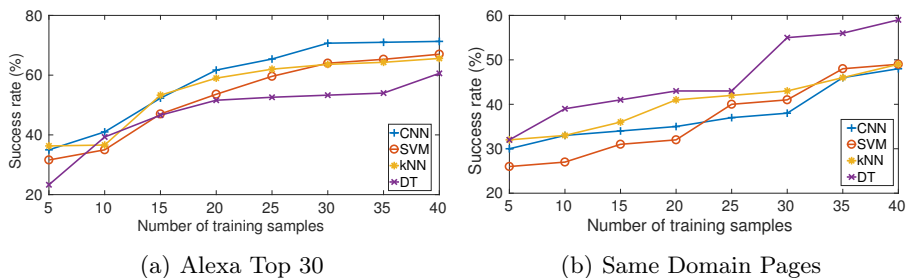 80
60
40
20
Success rate (%)
5 10 15 20 25 30 35 40
Number of training samples
CNN
SVM
kNN
DT
(a) Alexa Top 30
60
50
40
30
20
Success rate (%)
5 10 15 20 25 30 35 40
Number of training samples
CNN
SVM
kNN
DT
(b) Same Domain Pages